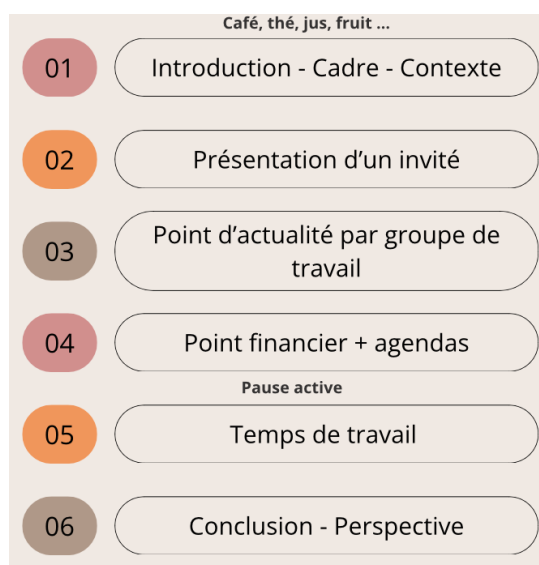 Café, thé, jus, fruit ...
01
Introduction - Cadre - Contexte
02
Présentation d'un invité
03
Point d'actualité par groupe de
travail
04
Point financier + agendas
Pause active
05
Temps de travail
06
Conclusion - Perspective